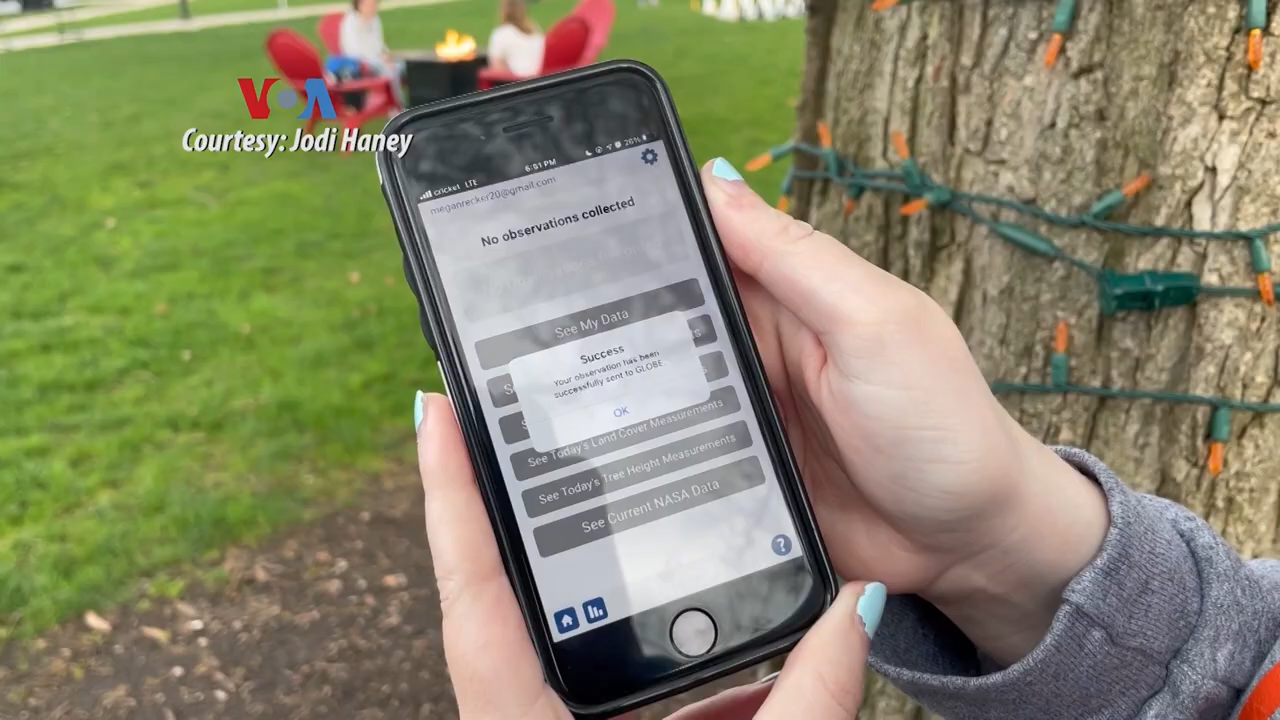 VOA
Courtesy: Jodi Haney
cricket LTE
6:51 PM
26%
meganrecker20@gmail.com
No observations collected
See My Data
Success
Your observation has been
successfully sent to GLOBE.
OK
See Today's Land Cover Measurements
See Today's Tree Height Measurements
See Current NASA Data
?